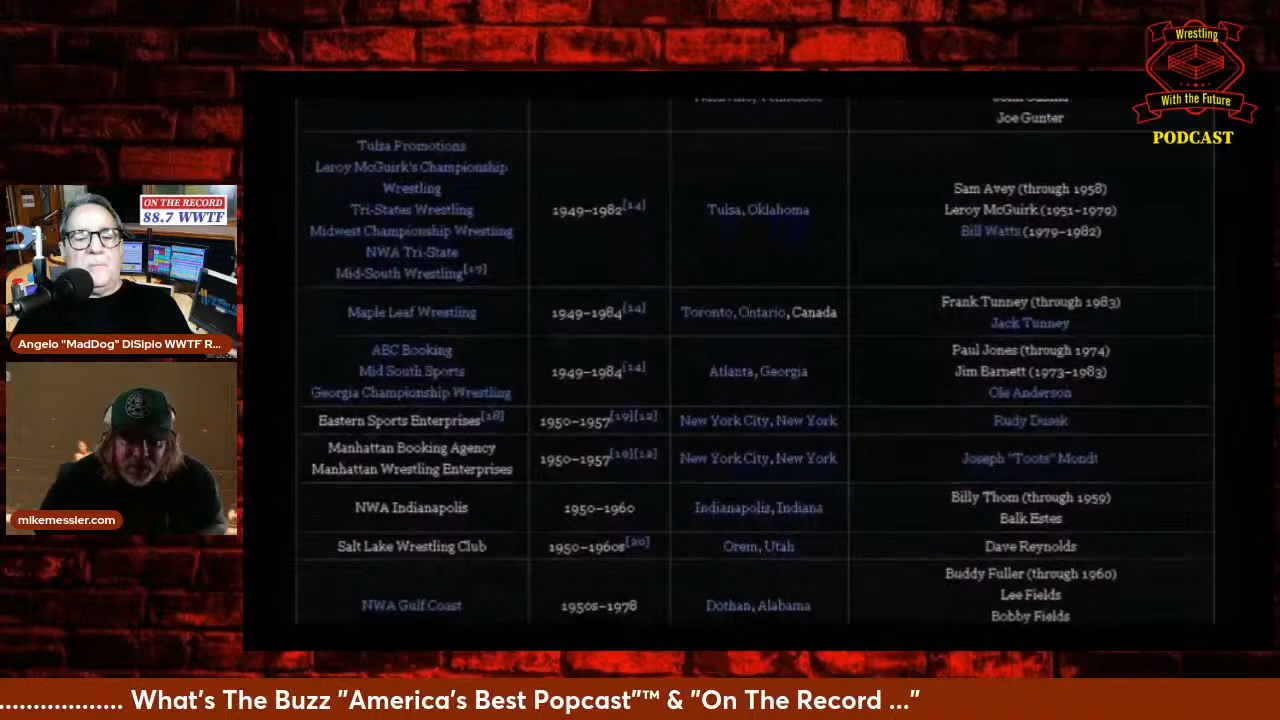 Wrestling
With the Future
PODCAST
ON THE RECORD
88.7 WWTF
Angelo "MadDog" DiSipio WWTF R...
mikemessier.com
Joe Gunter
Tulsa Promotions
Leroy McGuirk's Championship
Wrestling
Tri-States Wrestling
Midwest Championship Wrestling
NWA Tri-State
Mid-South Wrestling[17]
1949–1982[14]
Tulsa, Oklahoma
Sam Avey (through 1958)
Leroy McGuirk (1951–1979)
Bill Watts (1979–1982)
Maple Leaf Wrestling
1949–1984[14]
Toronto, Ontario, Canada
Frank Tunney (through 1983)
Jack Tunney
ABC Booking
Mid South Sports
Georgia Championship Wrestling
1949–1984[14]
Atlanta, Georgia
Paul Jones (through 1974)
Jim Barnett (1973–1983)
Ole Anderson
Eastern Sports Enterprises[18]
1950–1957[19][12]
New York City, New York
Rudy Dusek
Manhattan Booking Agency
Manhattan Wrestling Enterprises
1950–1957[19][12]
New York City, New York
Joseph "Toots" Mondt
NWA Indianapolis
1950–1960
Indianapolis, Indiana
Billy Thom (through 1959)
Balk Estes
Salt Lake Wrestling Club
1950–1960s[20]
Orem, Utah
Dave Reynolds
NWA Gulf Coast
1950s–1978
Dothan, Alabama
Buddy Fuller (through 1960)
Lee Fields
Bobby Fields
.................. What's The Buzz "America's Best Popcast"™ & "On The Record ..."